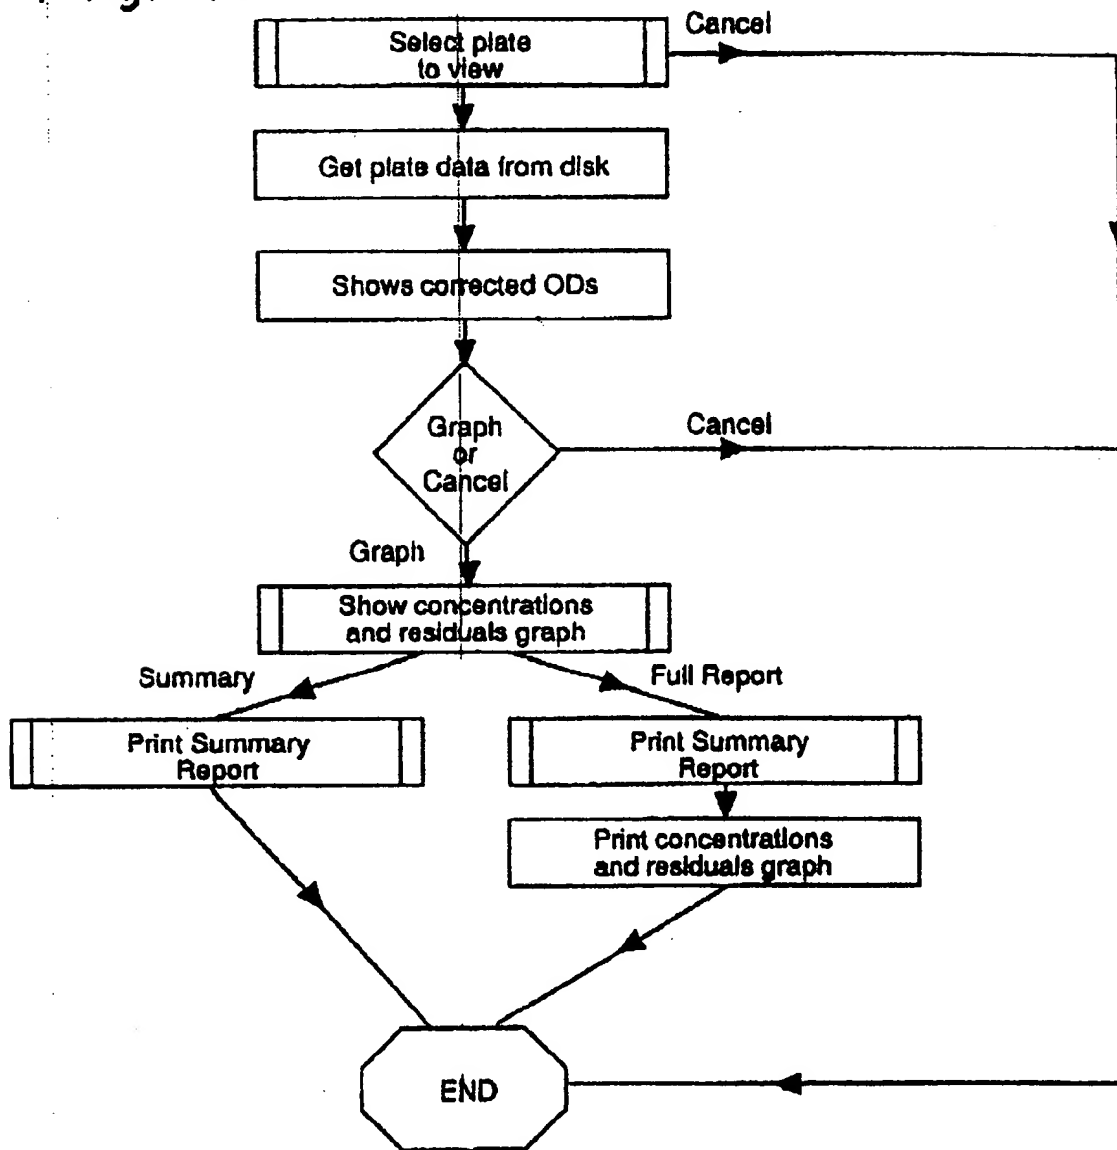 Cancel
Select plate
to view
Get plate data from disk
Shows corrected ODs
Graph
or
Cancel
Cancel
Graph
Show concentrations
and residuals graph
Summary
Full Report
Print Summary
Report
Print Summary
Report
Print concentrations
and residuals graph
END